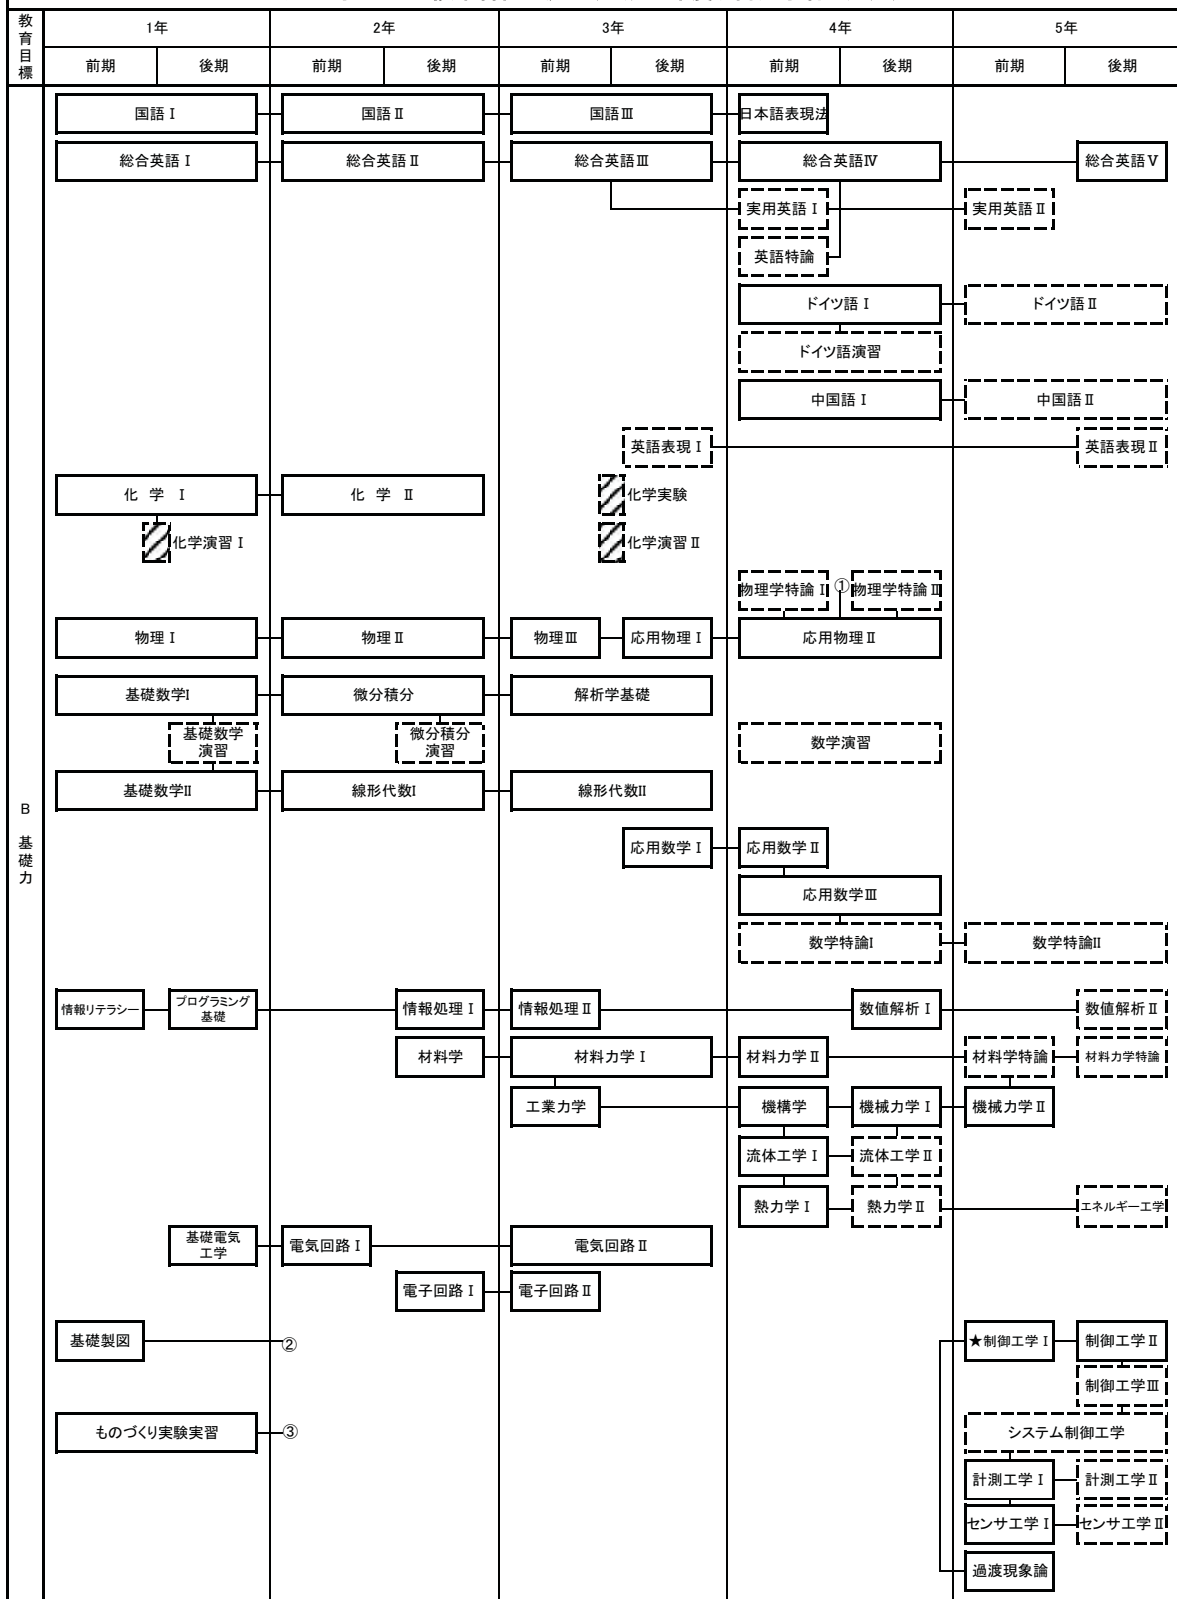 教育目標
1年 2年 3年 4年 5年
前期 後期 前期 後期 前期 後期 前期 後期 前期 後期
B 基礎力
国語Ⅰ 国語Ⅱ 国語Ⅲ 日本語表現法
総合英語Ⅰ 総合英語Ⅱ 総合英語Ⅲ 総合英語Ⅳ 総合英語Ⅴ
実用英語Ⅰ 実用英語Ⅱ
英語特論
ドイツ語Ⅰ ドイツ語Ⅱ
ドイツ語演習
中国語Ⅰ 中国語Ⅱ
英語表現Ⅰ 英語表現Ⅱ
化 学 Ⅰ 化 学 Ⅱ 化学実験
化学演習Ⅰ 化学演習Ⅱ
物理学特論Ⅰ ① 物理学特論Ⅱ
物理Ⅰ 物理Ⅱ 物理Ⅲ 応用物理Ⅰ 応用物理Ⅱ
基礎数学I 微分積分 解析学基礎
基礎数学 微分積分
演習 演習 数学演習
基礎数学II 線形代数I 線形代数II
応用数学Ⅰ 応用数学Ⅱ
応用数学Ⅲ
数学特論I 数学特論II
情報リテラシー プログラミング
基礎 情報処理Ⅰ 情報処理Ⅱ 数値解析Ⅰ 数値解析Ⅱ
材料学 材料力学Ⅰ 材料力学Ⅱ 材料学特論 材料力学特論
工業力学 機構学 機械力学Ⅰ 機械力学Ⅱ
流体工学Ⅰ 流体工学Ⅱ
熱力学Ⅰ 熱力学Ⅱ エネルギー工学
基礎電気
工学 電気回路Ⅰ 電気回路Ⅱ
電子回路Ⅰ 電子回路Ⅱ
基礎製図 ② ★制御工学Ⅰ 制御工学Ⅱ
制御工学Ⅲ
ものづくり実験実習 ③ システム制御工学
計測工学Ⅰ 計測工学Ⅱ
センサ工学Ⅰ センサ工学Ⅱ
過渡現象論